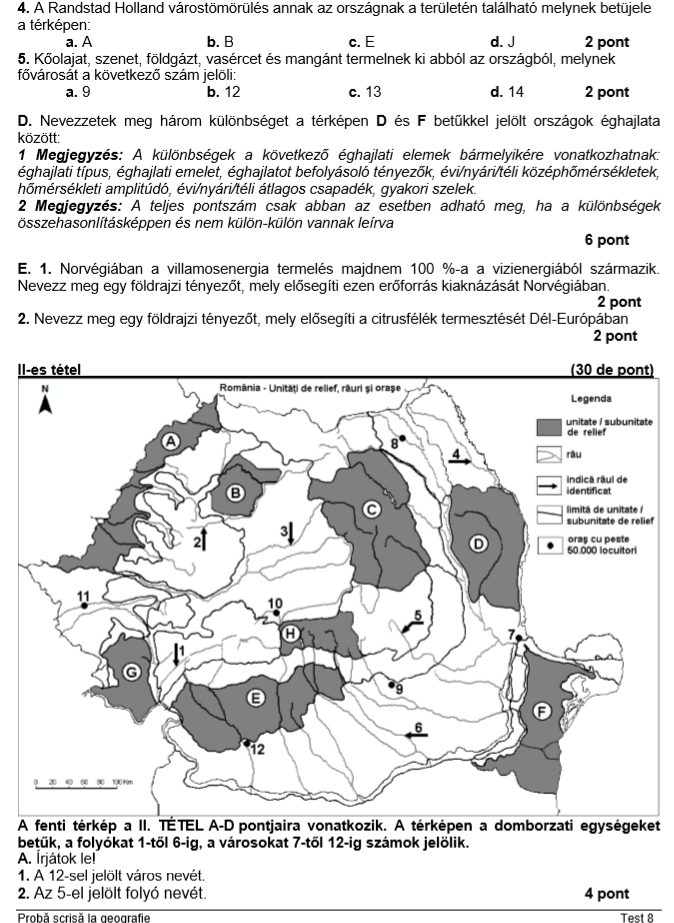 4. A Randstad Holland várostömörülés annak az országnak a területén található melynek betűjele
a térképen:
a. A b. B c. E d. J 2 pont
5. Kőolajat, szenet, földgázt, vasércet és mangánt termelnek ki abból az országból, melynek
fővárosát a következő szám jelöli:
a. 9 b. 12 c. 13 d. 14 2 pont
D. Nevezzetek meg három különbséget a térképen D és F betűkkel jelölt országok éghajlata
között:
1 Megjegyzés: A különbségek a következő éghajlati elemek bármelyikére vonatkozhatnak:
éghajlati típus, éghajlati emelet, éghajlatot befolyásoló tényezők, évi/nyári/téli középhőmérsékletek,
hőmérsékleti amplitúdó, évi/nyári/téli átlagos csapadék, gyakori szelek.
2 Megjegyzés: A teljes pontszám csak abban az esetben adható meg, ha a különbségek
összehasonlításképpen és nem külön-külön vannak leírva
6 pont
E. 1. Norvégiában a villamosenergia termelés majdnem 100 %-a a vizienergiából származik.
Nevezz meg egy földrajzi tényezőt, mely elősegíti ezen erőforrás kiaknázását Norvégiában.
2 pont
2. Nevezz meg egy földrajzi tényezőt, mely elősegíti a citrusfélék termesztését Dél-Európában
2 pont
II-es tétel (30 de pont)
N
România - Unități de relief, râuri și orașe
Legenda
unitate / subunitate
de relief
râu
indică râul de
identificat
limită de unitate /
subunitate de relief
oraș cu peste
50.000 locuitori
A
8
4
B
C
3
2
D
11
10
5
H
7
1
G
E
9
F
6
12
0 20 40 60 80 100 Km
A fenti térkép a II. TÉTEL A-D pontjaira vonatkozik. A térképen a domborzati egységeket
betűk, a folyókat 1-től 6-ig, a városokat 7-től 12-ig számok jelölik.
A. Írjátok le!
1. A 12-sel jelölt város nevét.
2. Az 5-el jelölt folyó nevét. 4 pont
Probă scrisă la geografie Test 8